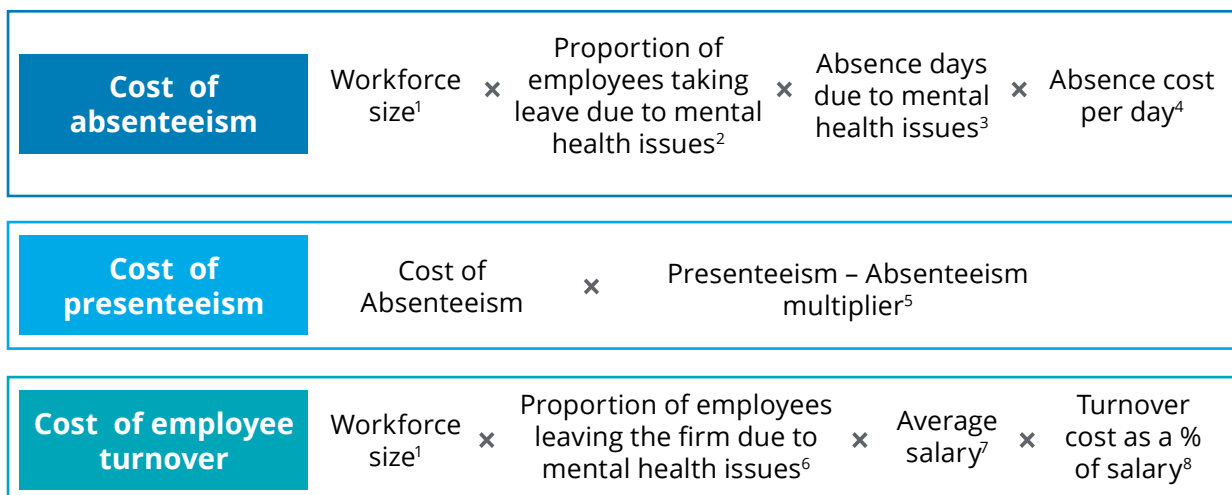 Cost of
absenteeism
Workforce
size¹
×
Proportion of
employees taking
leave due to mental
health issues²
×
Absence days
due to mental
health issues³
×
Absence cost
per day⁴
Cost of
presenteeism
Cost of
Absenteeism
×
Presenteeism – Absenteeism
multiplier⁵
Cost of employee
turnover
Workforce
size¹
×
Proportion of employees
leaving the firm due to
mental health issues⁶
×
Average
salary⁷
×
Turnover
cost as a %
of salary⁸